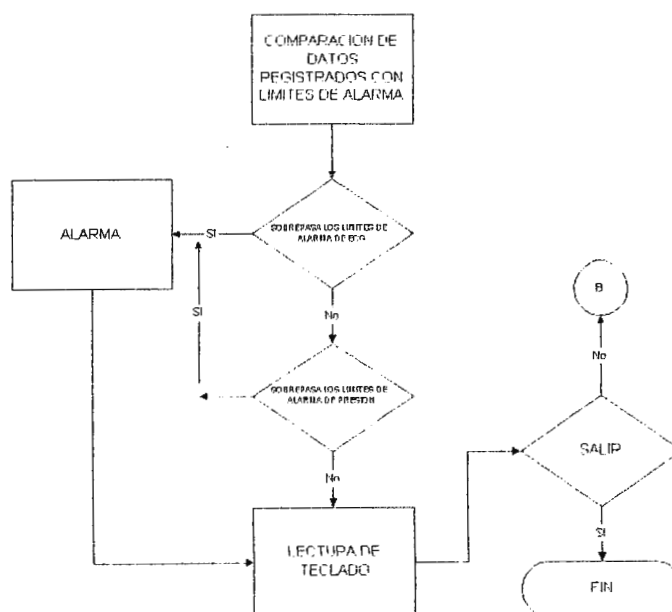 COMPARACION DE
DATOS
REGISTRADOS CON
LIMITES DE ALARMA
ALARMA
SI
SOBREPASA LOS LIMITES DE
ALARMA DE ECG
B
SI
No
No
SOBREPASA LOS LIMITES DE
ALARMA DE PRESION
SALIR
No
SI
LECTURA DE
TECLADO
FIN